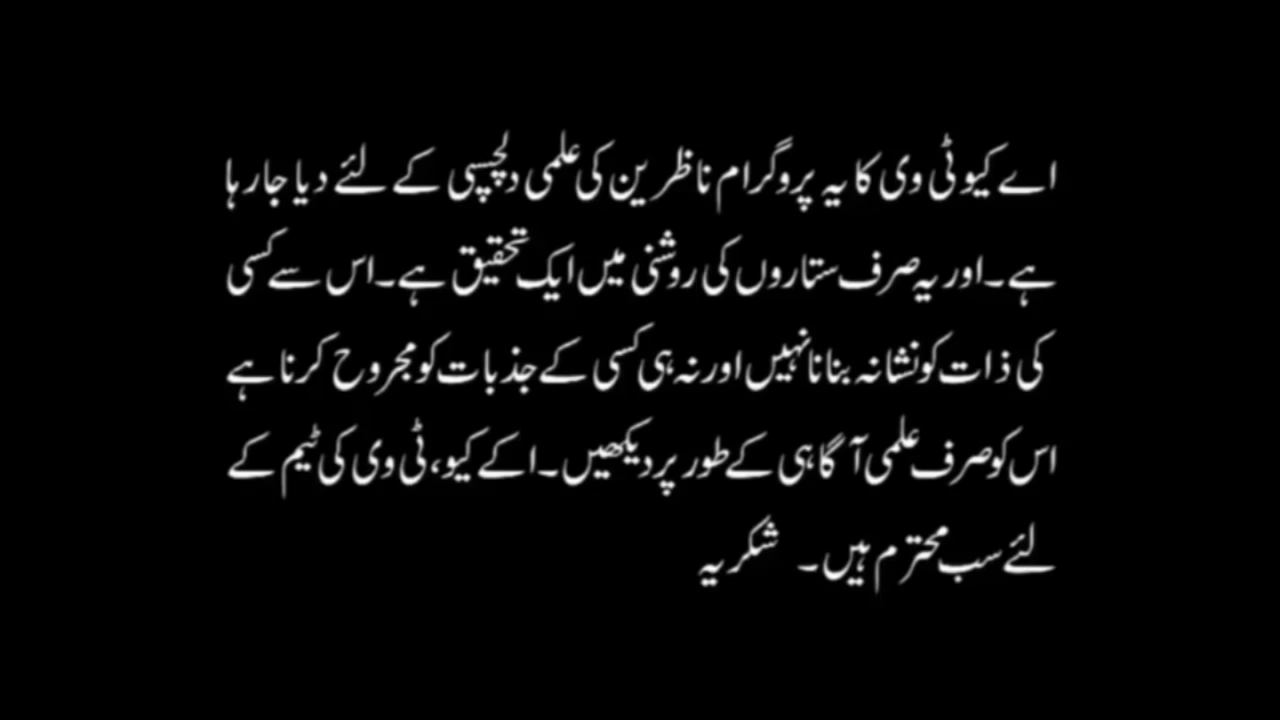 اے کیو ٹی وی کا یہ پروگرام ناظرین کی علمی دلچسپی کے لئے دیا جارہا
ہے۔اور یہ صرف ستاروں کی روشنی میں ایک تحقیق ہے۔اس سے کسی
کی ذات کو نشانہ بنانا نہیں اور نہ ہی کسی کے جذبات کو مجروح کرنا ہے
اس کو صرف علمی آگاہی کے طور پر دیکھیں۔اکے کیو،ٹی وی کی ٹیم کے
لئے سب محترم ہیں۔ شکریہ